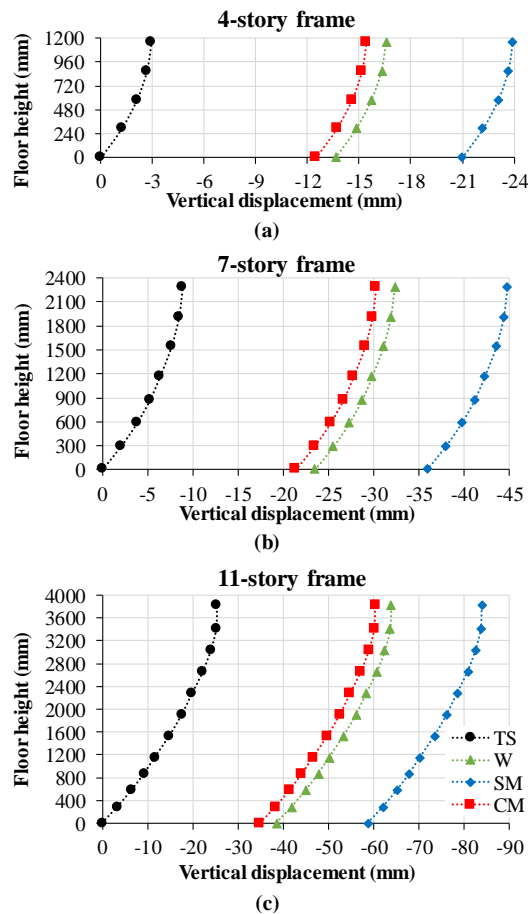 4-story frame
Floor height (mm)
1200
960
720
480
240
0
0 -3 -6 -9 -12 -15 -18 -21 -24
Vertical displacement (mm)
(a)
7-story frame
Floor height (mm)
2400
2100
1800
1500
1200
900
600
300
0
0 -5 -10 -15 -20 -25 -30 -35 -40 -45
Vertical displacement (mm)
(b)
11-story frame
Floor height (mm)
4000
3600
3200
2800
2400
2000
1600
1200
800
400
0
TS
W
SM
CM
0 -10 -20 -30 -40 -50 -60 -70 -80 -90
Vertical displacement (mm)
(c)